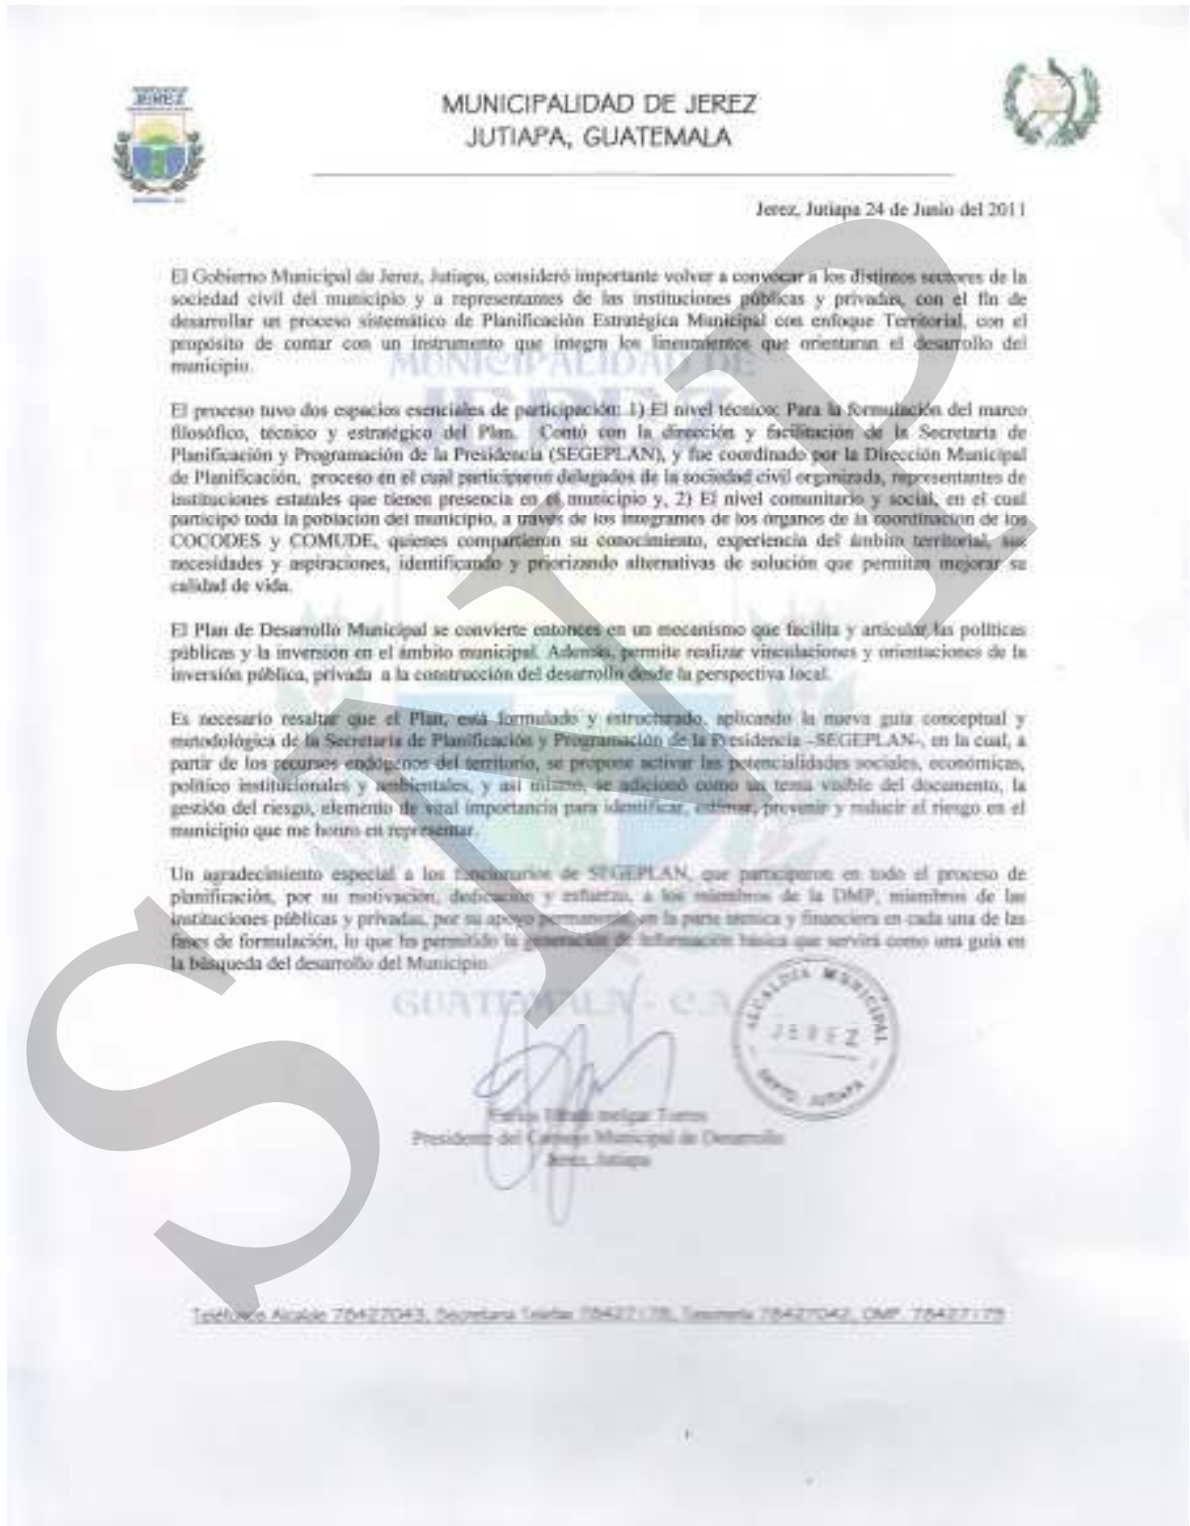 JEREZ
MUNICIPALIDAD DE JEREZ
JUTIAPA, GUATEMALA
Jerez, Jutiapa 24 de Junio del 2011
El Gobierno Municipal de Jerez, Jutiapa, consideró importante volver a convocar a los distintos sectores de la
sociedad civil del municipio y a representantes de las instituciones públicas y privadas, con el fin de
desarrollar un proceso sistemático de Planificación Estratégica Municipal con enfoque Territorial, con el
propósito de contar con un instrumento que integra los lineamientos que orientaran el desarrollo del
municipio.
MUNICIPALIDAD DE
JEREZ
El proceso tuvo dos espacios esenciales de participación: 1) El nivel técnico: Para la formulación del marco
filosófico, técnico y estratégico del Plan. Contó con la dirección y facilitación de la Secretaria de
Planificación y Programación de la Presidencia (SEGEPLAN), y fue coordinado por la Dirección Municipal
de Planificación, proceso en el cual participaron delegados de la sociedad civil organizada, representantes de
instituciones estatales que tienen presencia en el municipio y, 2) El nivel comunitario y social, en el cual
participó toda la población del municipio, a través de los integrantes de los órganos de la coordinación de los
COCODES y COMUDE, quienes compartieron su conocimiento, experiencia del ámbito territorial, sus
necesidades y aspiraciones, identificando y priorizando alternativas de solución que permitan mejorar su
calidad de vida.
El Plan de Desarrollo Municipal se convierte entonces en un mecanismo que facilita y articular las políticas
públicas y la inversión en el ámbito municipal. Además, permite realizar vinculaciones y orientaciones de la
inversión pública, privada a la construcción del desarrollo desde la perspectiva local.
Es necesario resaltar que el Plan, está formulado y estructurado, aplicando la nueva guía conceptual y
metodológica de la Secretaria de Planificación y Programación de la Presidencia –SEGEPLAN-, en la cual, a
partir de los recursos endógenos del territorio, se propone activar las potencialidades sociales, económicas,
político institucionales y ambientales, y así mismo, se adicionó como un tema visible del documento, la
gestión del riesgo, elemento de vital importancia para identificar, estimar, prevenir y reducir el riesgo en el
municipio que me honro en representar.
Un agradecimiento especial a los funcionarios de SEGEPLAN, que participaron en todo el proceso de
planificación, por su motivación, dedicación y esfuerzo, a los miembros de la DMP, miembros de las
instituciones públicas y privadas, por su apoyo permanente en la parte técnica y financiera en cada una de las
fases de formulación, lo que ha permitido la generación de información básica que servirá como una guía en
la búsqueda del desarrollo del Municipio.
GUATEMALA - C.A.
ALCALDIA MUNICIPAL
JEREZ
DEPTO. JUTIAPA
Torres
Presidente del Consejo Municipal de Desarrollo
Jerez, Jutiapa
Teléfonos Alcalde 78427043, Secretaria 78427042, DMP. 78427175
SYP